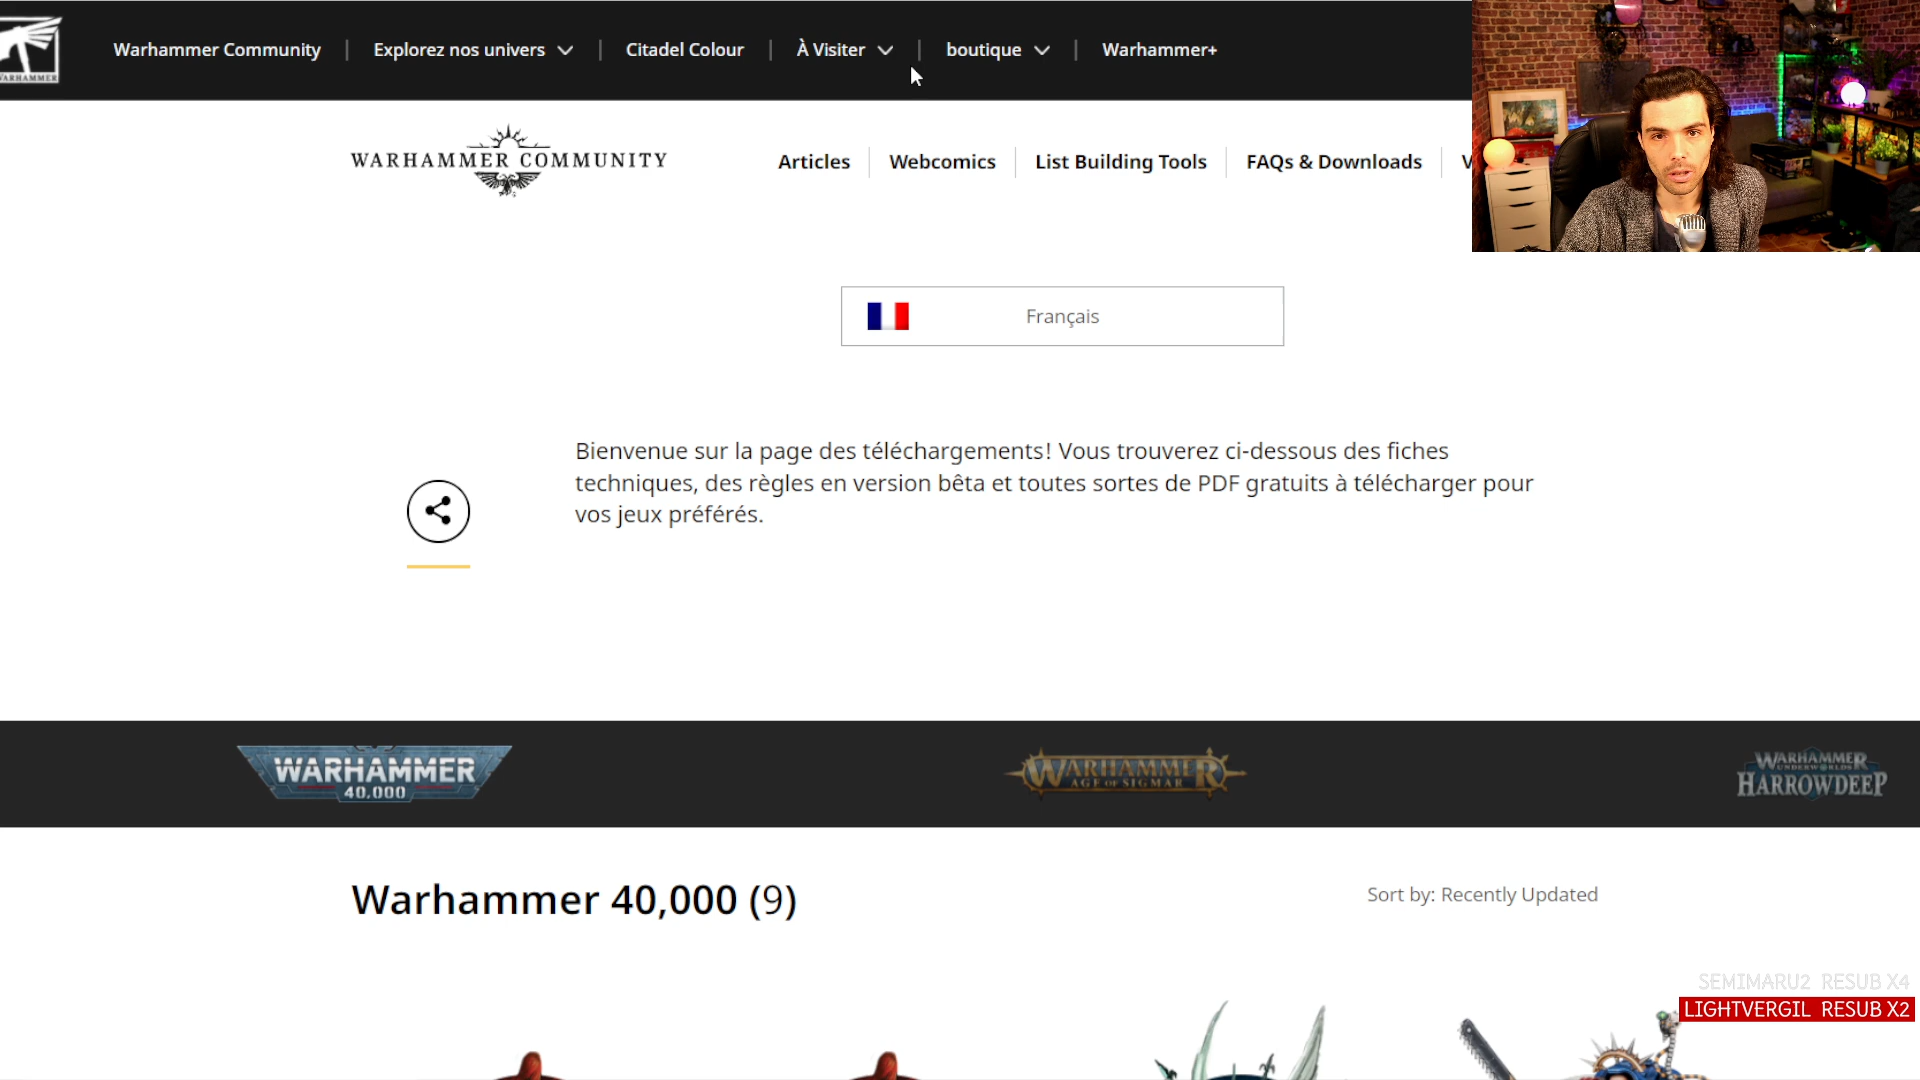 WARHAMMER
Warhammer Community
Explorez nos univers
Citadel Colour
À Visiter
boutique
Warhammer+
WARHAMMER COMMUNITY
Articles
Webcomics
List Building Tools
FAQs & Downloads
V
Français
Bienvenue sur la page des téléchargements! Vous trouverez ci-dessous des fiches
techniques, des règles en version bêta et toutes sortes de PDF gratuits à télécharger pour
vos jeux préférés.
WARHAMMER
40,000
WARHAMMER
AGE OF SIGMAR
WARHAMMER
UNDERWORLDS
HARROWDEEP
Warhammer 40,000 (9)
Sort by: Recently Updated
SEMIMARU2 RESUB X4
LIGHTVERGIL RESUB X2